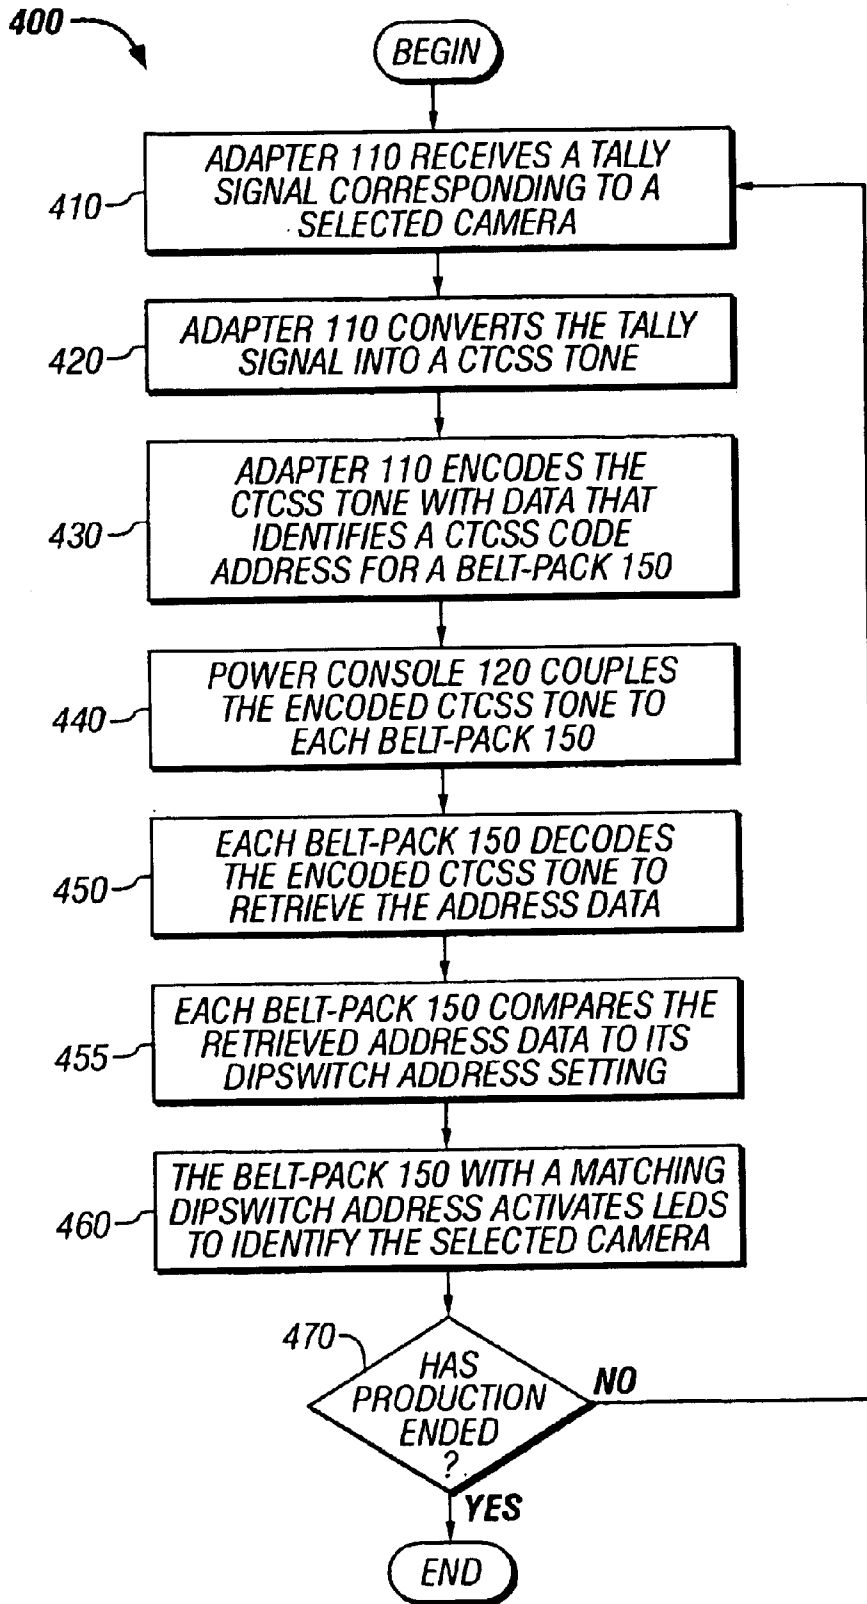 400
BEGIN
ADAPTER 110 RECEIVES A TALLY
SIGNAL CORRESPONDING TO A
SELECTED CAMERA
410
ADAPTER 110 CONVERTS THE TALLY
SIGNAL INTO A CTCSS TONE
420
ADAPTER 110 ENCODES THE
CTCSS TONE WITH DATA THAT
IDENTIFIES A CTCSS CODE
ADDRESS FOR A BELT-PACK 150
430
POWER CONSOLE 120 COUPLES
THE ENCODED CTCSS TONE TO
EACH BELT-PACK 150
440
EACH BELT-PACK 150 DECODES
THE ENCODED CTCSS TONE TO
RETRIEVE THE ADDRESS DATA
450
EACH BELT-PACK 150 COMPARES THE
RETRIEVED ADDRESS DATA TO ITS
DIPSWITCH ADDRESS SETTING
455
THE BELT-PACK 150 WITH A MATCHING
DIPSWITCH ADDRESS ACTIVATES LEDS
TO IDENTIFY THE SELECTED CAMERA
460
470
HAS
PRODUCTION
ENDED
?
NO
YES
END